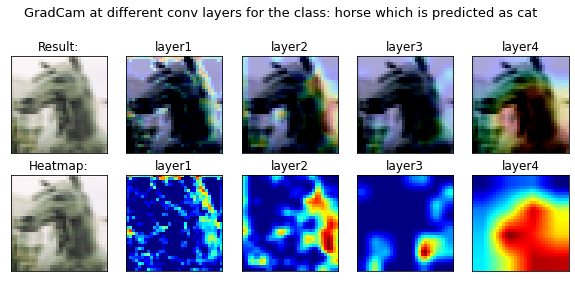 GradCam at different conv layers for the class: horse which is predicted as cat
Result: layer1 layer2 layer3 layer4
Heatmap: layer1 layer2 layer3 layer4